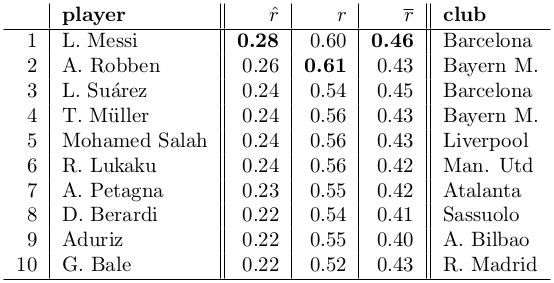 player r̂ r r̅ club
1 L. Messi 0.28 0.60 0.46 Barcelona
2 A. Robben 0.26 0.61 0.43 Bayern M.
3 L. Suárez 0.24 0.54 0.45 Barcelona
4 T. Müller 0.24 0.56 0.43 Bayern M.
5 Mohamed Salah 0.24 0.56 0.43 Liverpool
6 R. Lukaku 0.24 0.56 0.42 Man. Utd
7 A. Petagna 0.23 0.55 0.42 Atalanta
8 D. Berardi 0.22 0.54 0.41 Sassuolo
9 Aduriz 0.22 0.55 0.40 A. Bilbao
10 G. Bale 0.22 0.52 0.43 R. Madrid